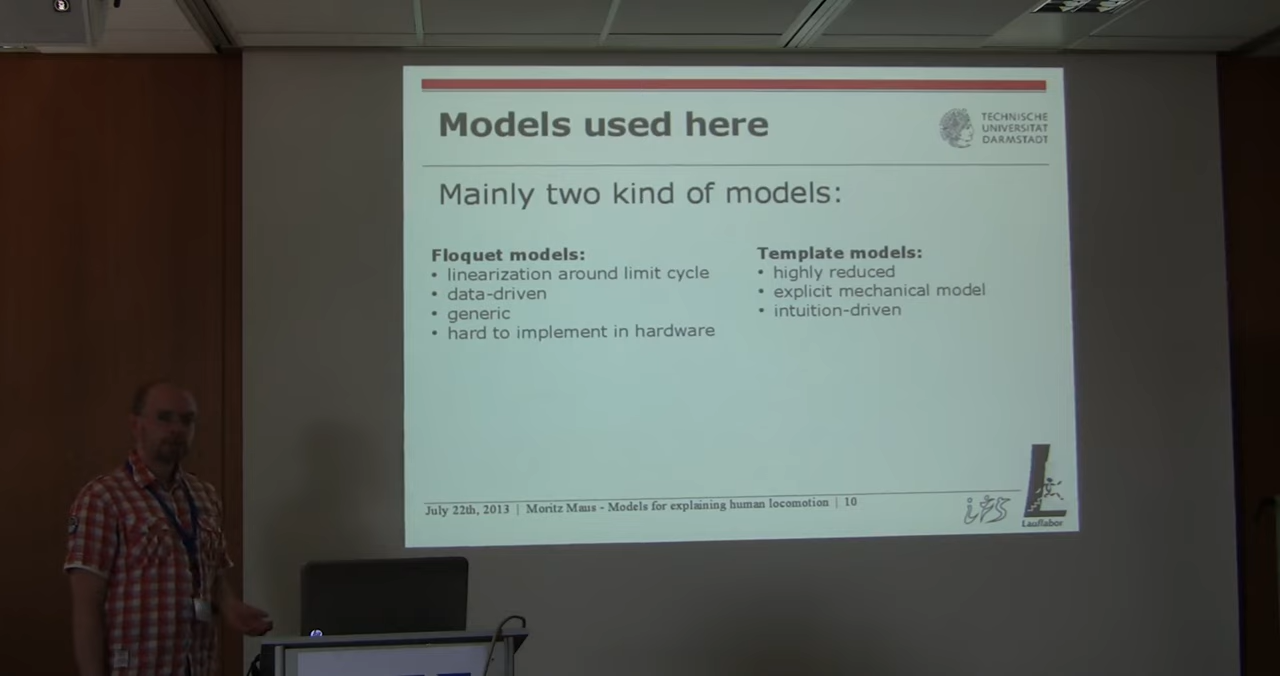 Models used here
TECHNISCHE
UNIVERSITÄT
DARMSTADT
Mainly two kind of models:
Floquet models:
• linearization around limit cycle
• data-driven
• generic
• hard to implement in hardware
Template models:
• highly reduced
• explicit mechanical model
• intuition-driven
July 22th, 2013 | Moritz Maus - Models for explaining human locomotion | 10
Lauflabor